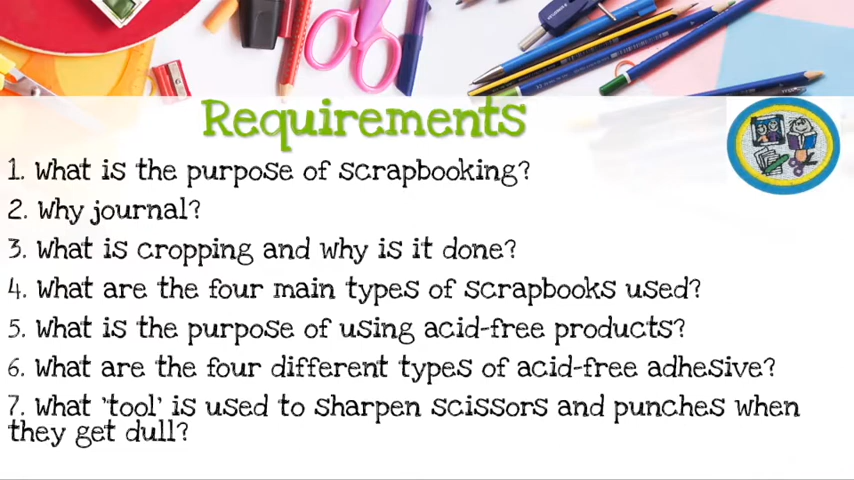 Requirements
1. What is the purpose of scrapbooking?
2. Why journal?
3. What is cropping and why is it done?
4. What are the four main types of scrapbooks used?
5. What is the purpose of using acid-free products?
6. What are the four different types of acid-free adhesive?
7. What 'tool' is used to sharpen scissors and punches when
they get dull?